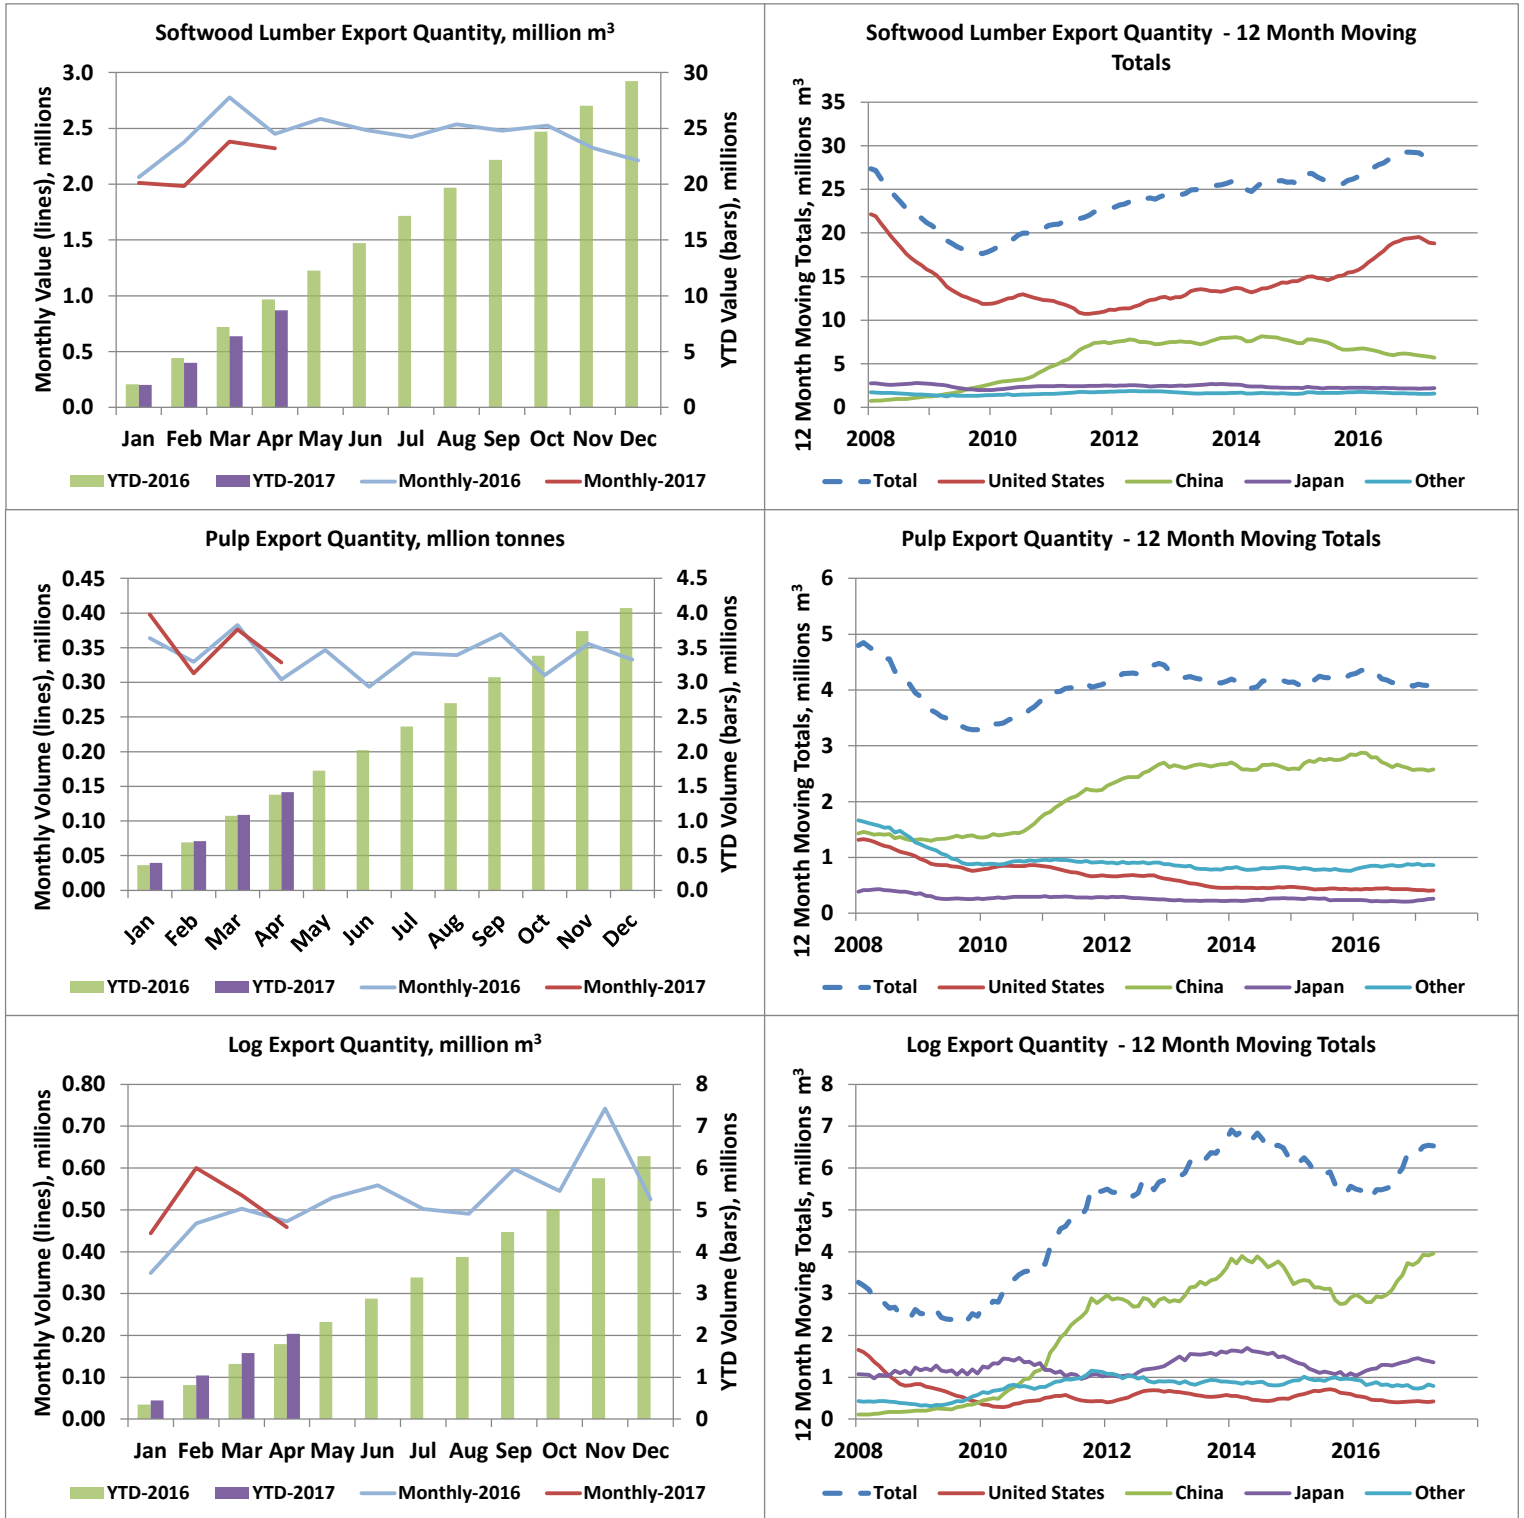 Softwood Lumber Export Quantity, million m³
Monthly Value (lines), millions
3.0
2.5
2.0
1.5
1.0
0.5
0.0
30
25
20
15
10
5
0
YTD Value (bars), millions
Jan Feb Mar Apr May Jun Jul Aug Sep Oct Nov Dec
YTD-2016 YTD-2017 Monthly-2016 Monthly-2017
Softwood Lumber Export Quantity - 12 Month Moving
Totals
12 Month Moving Totals, millions m³
35
30
25
20
15
10
5
0
2008 2010 2012 2014 2016
Total United States China Japan Other
Pulp Export Quantity, mllion tonnes
Monthly Volume (lines), millions
0.45
0.40
0.35
0.30
0.25
0.20
0.15
0.10
0.05
0.00
4.5
4.0
3.5
3.0
2.5
2.0
1.5
1.0
0.5
0.0
YTD Volume (bars), millions
Jan Feb Mar Apr May Jun Jul Aug Sep Oct Nov Dec
YTD-2016 YTD-2017 Monthly-2016 Monthly-2017
Pulp Export Quantity - 12 Month Moving Totals
12 Month Moving Totals, millions m³
6
5
4
3
2
1
0
2008 2010 2012 2014 2016
Total United States China Japan Other
Log Export Quantity, million m³
Monthly Volume (lines), millions
0.80
0.70
0.60
0.50
0.40
0.30
0.20
0.10
0.00
8
7
6
5
4
3
2
1
0
YTD Volume (bars), millions
Jan Feb Mar Apr May Jun Jul Aug Sep Oct Nov Dec
YTD-2016 YTD-2017 Monthly-2016 Monthly-2017
Log Export Quantity - 12 Month Moving Totals
12 Month Moving Totals, millions m³
8
7
6
5
4
3
2
1
0
2008 2010 2012 2014 2016
Total United States China Japan Other